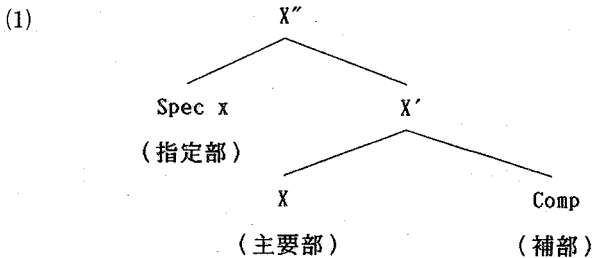 (1) X″
Spec x X′
(指定部)
X Comp
(主要部) (補部)